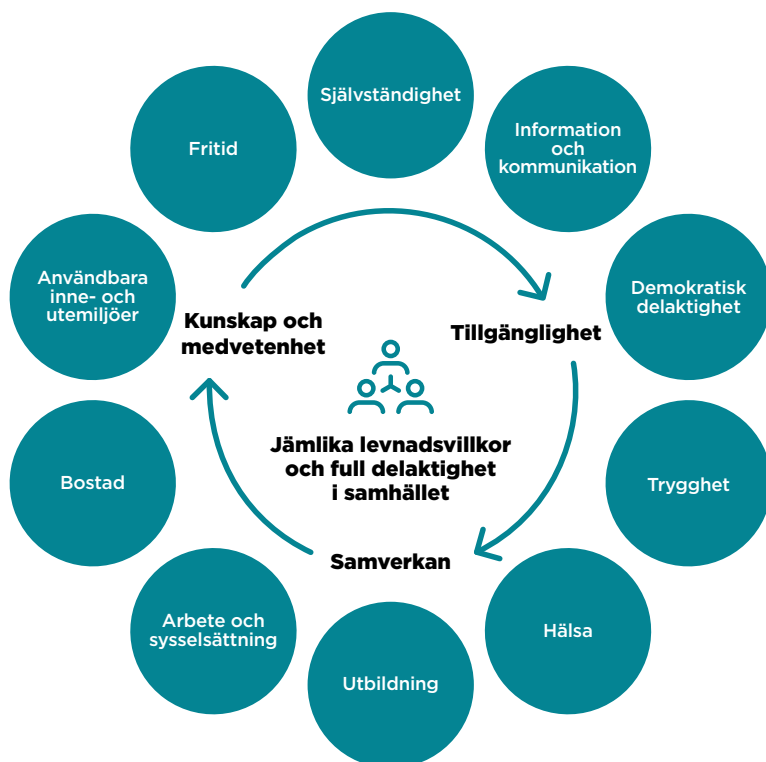 Självständighet
Information
och
kommunikation
Demokratisk
delaktighet
Trygghet
Hälsa
Utbildning
Arbete och
sysselsättning
Bostad
Användbara
inne- och
utemiljöer
Fritid
Kunskap och
medvetenhet
Tillgänglighet
Samverkan
Jämlika levnadsvillkor
och full delaktighet
i samhället